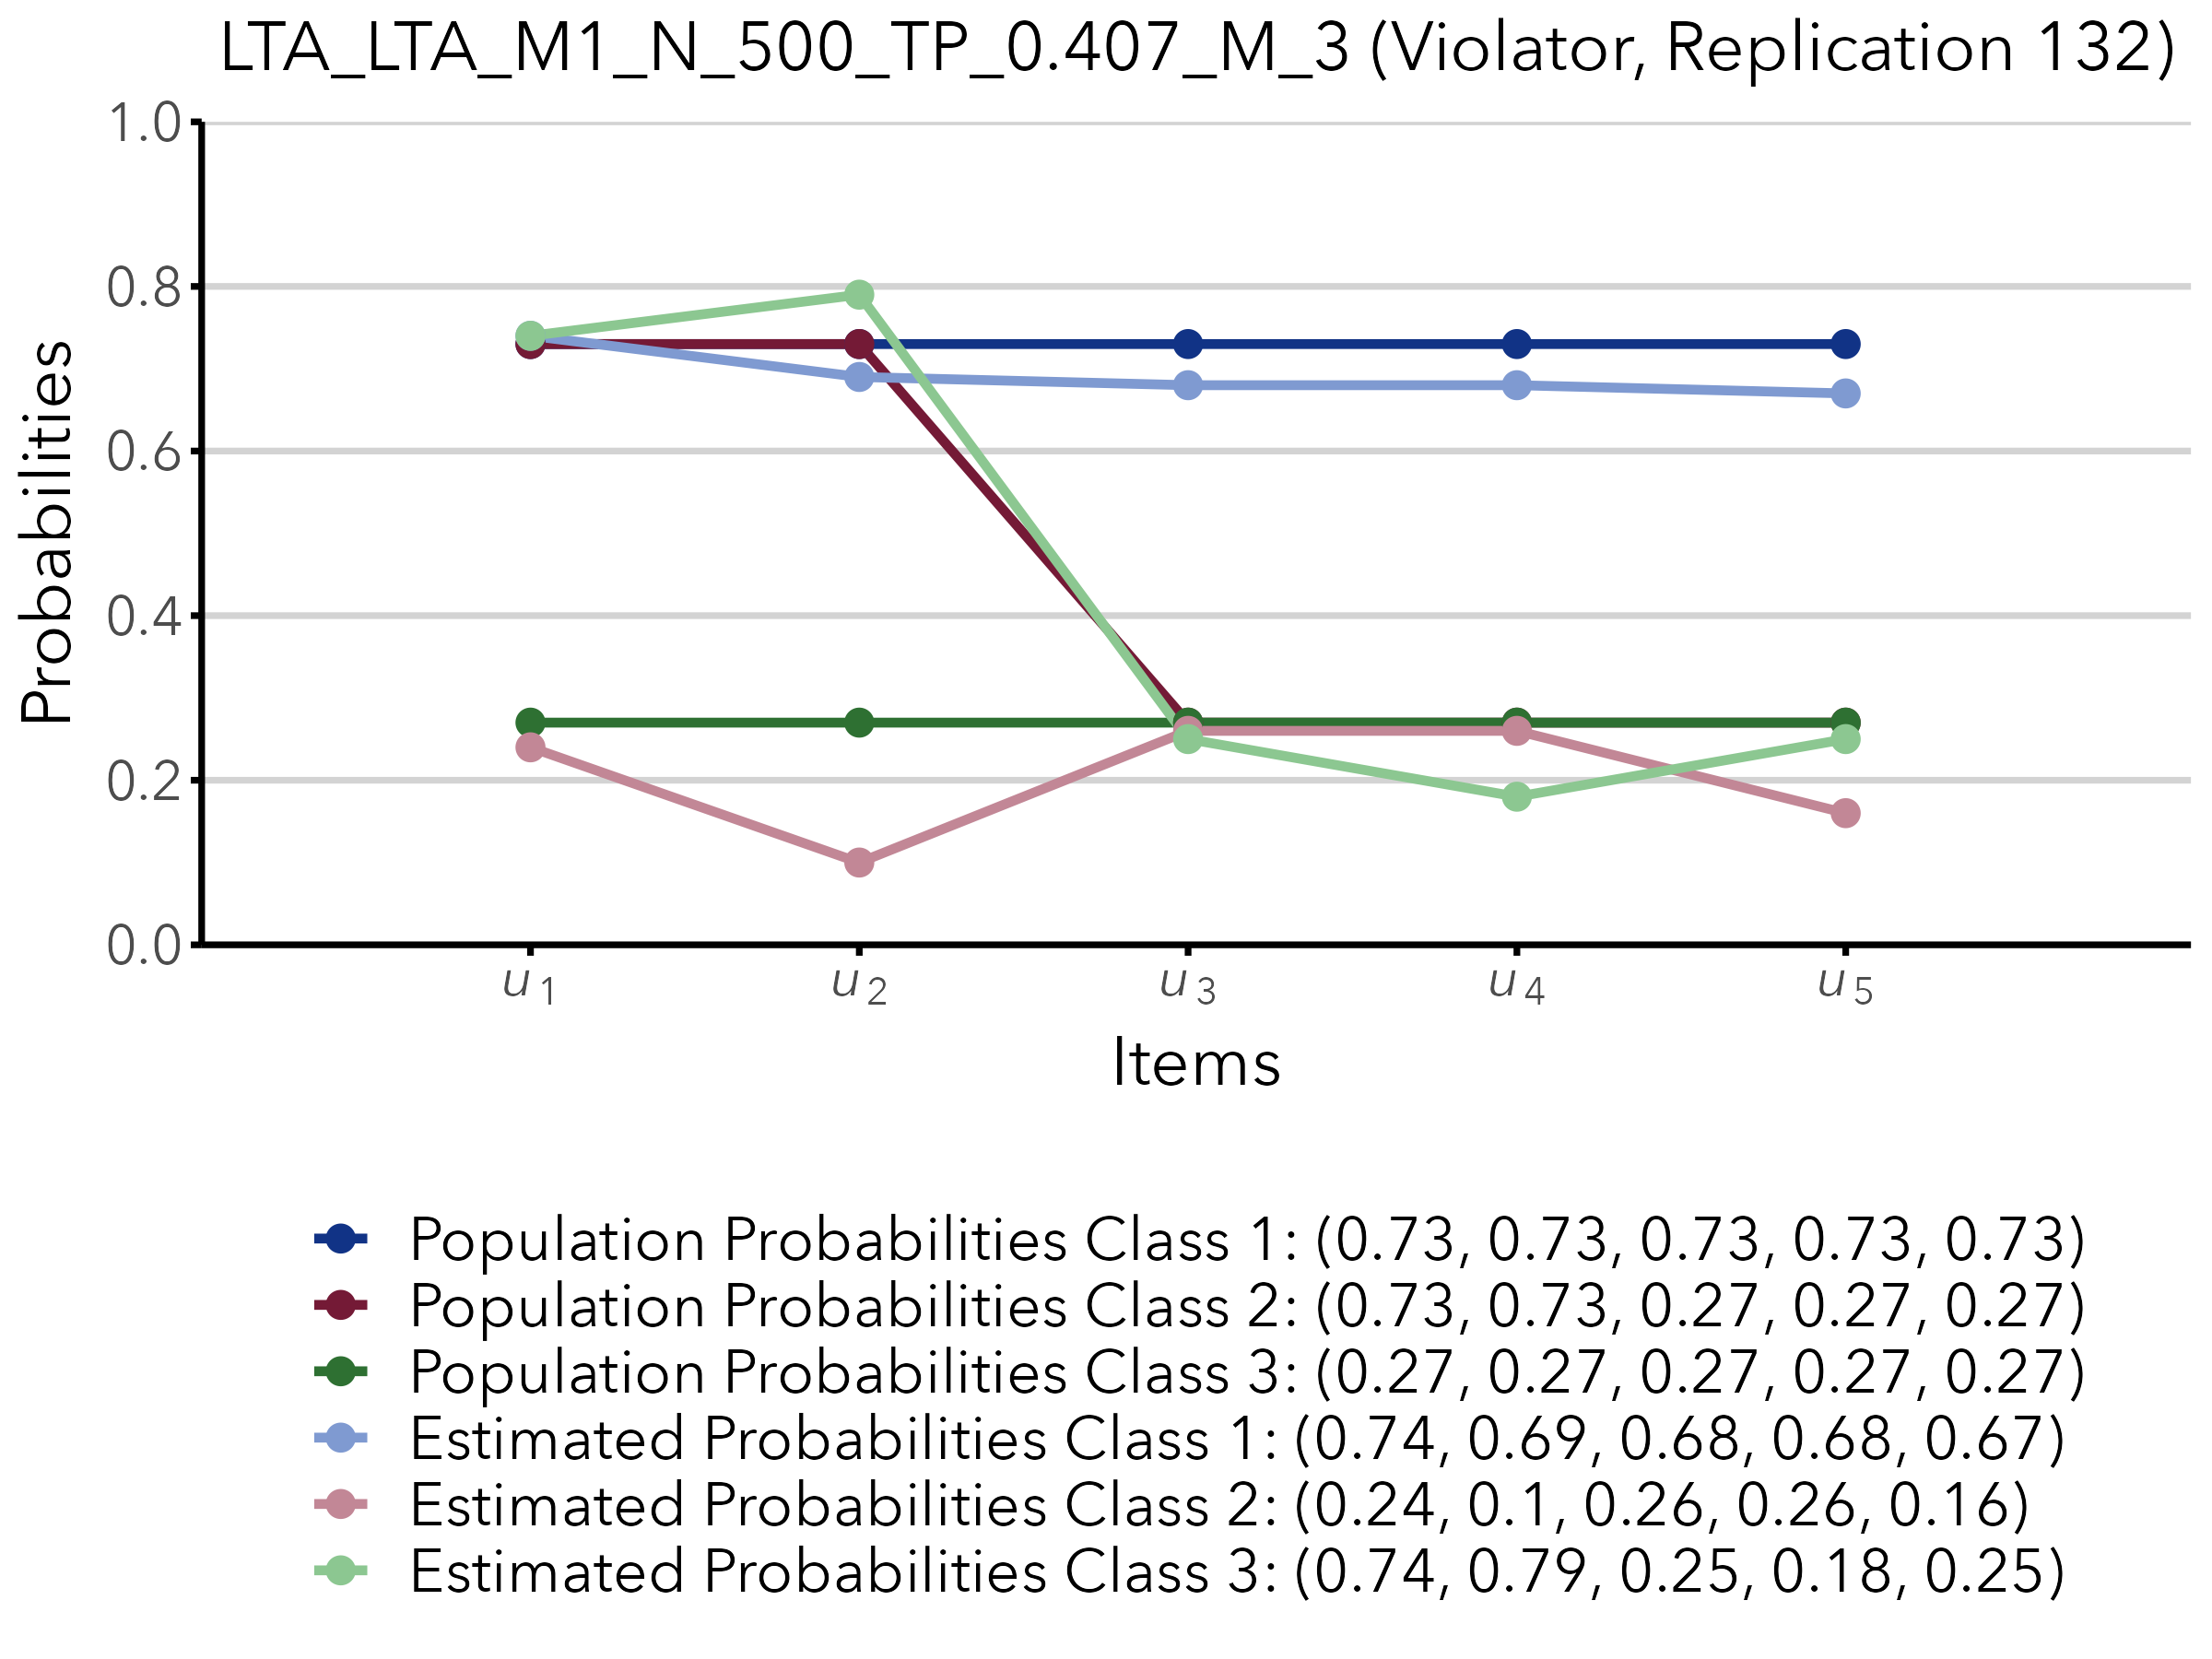 LTA_LTA_M1_N_500_TP_0.407_M_3 (Violator, Replication 132)
Probabilities
1.0
0.8
0.6
0.4
0.2
0.0
u1 u2 u3 u4 u5
Items
Population Probabilities Class 1: (0.73, 0.73, 0.73, 0.73, 0.73)
Population Probabilities Class 2: (0.73, 0.73, 0.27, 0.27, 0.27)
Population Probabilities Class 3: (0.27, 0.27, 0.27, 0.27, 0.27)
Estimated Probabilities Class 1: (0.74, 0.69, 0.68, 0.68, 0.67)
Estimated Probabilities Class 2: (0.24, 0.1, 0.26, 0.26, 0.16)
Estimated Probabilities Class 3: (0.74, 0.79, 0.25, 0.18, 0.25)